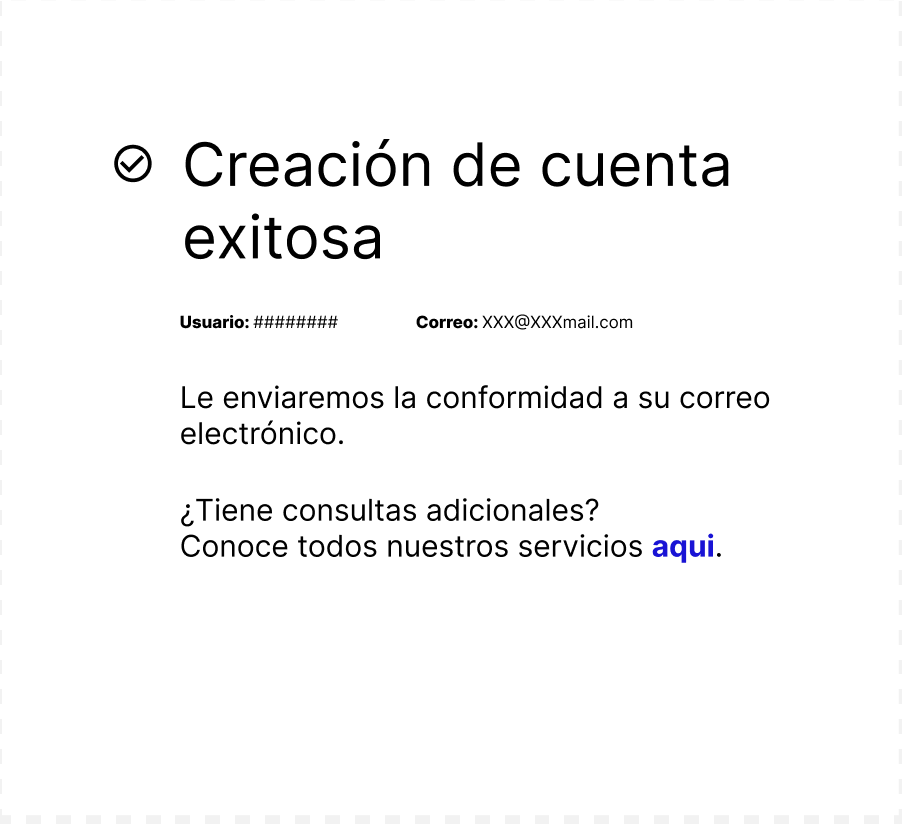 Creación de cuenta
exitosa
Usuario: ######## Correo: XXX@XXXmail.com
Le enviaremos la conformidad a su correo
electrónico.
¿Tiene consultas adicionales?
Conoce todos nuestros servicios aqui.